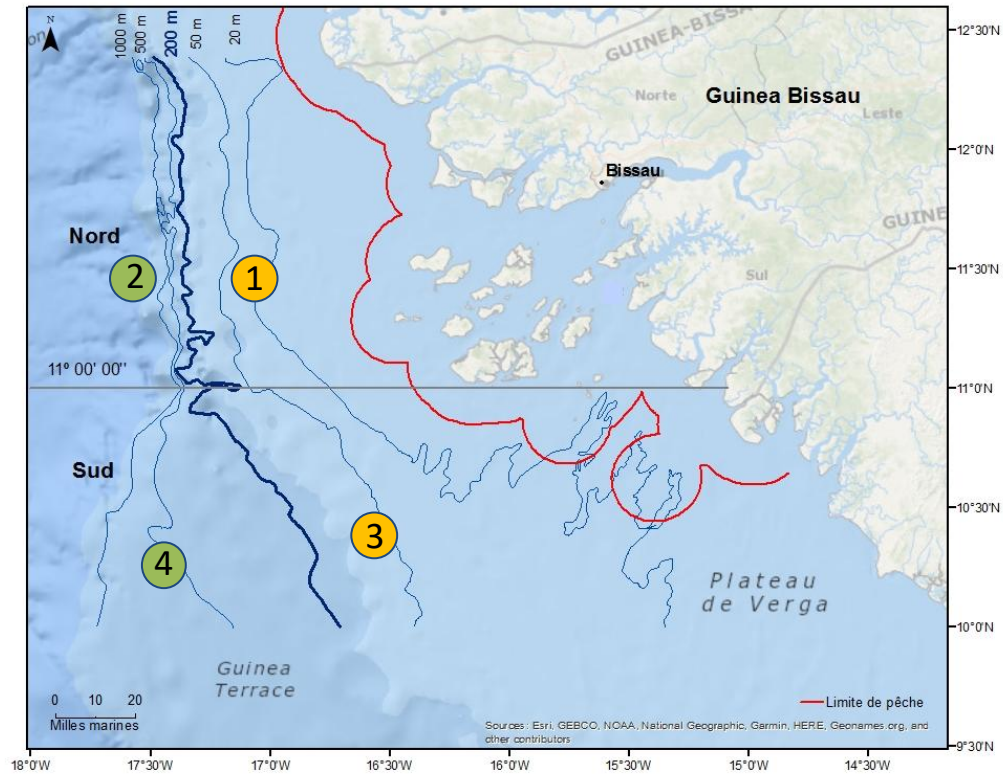 N
1000 m
500 m
200 m
50 m
20 m
12°30'N
12°0'N
11°30'N
11°0'N
10°30'N
10°0'N
9°30'N
GUINEA-BISSAU
Norte
Guinea Bissau
Leste
Bissau
GUINE
Nord
2
1
Sul
11º 00' 00''
Sud
3
4
Plateau
de Verga
Guinea
Terrace
0 10 20
Milles marines
Limite de pêche
Sources: Esri, GEBCO, NOAA, National Geographic, Garmin, HERE, Geonames.org, and
other contributors
18°0'W 17°30'W 17°0'W 16°30'W 16°0'W 15°30'W 15°0'W 14°30'W